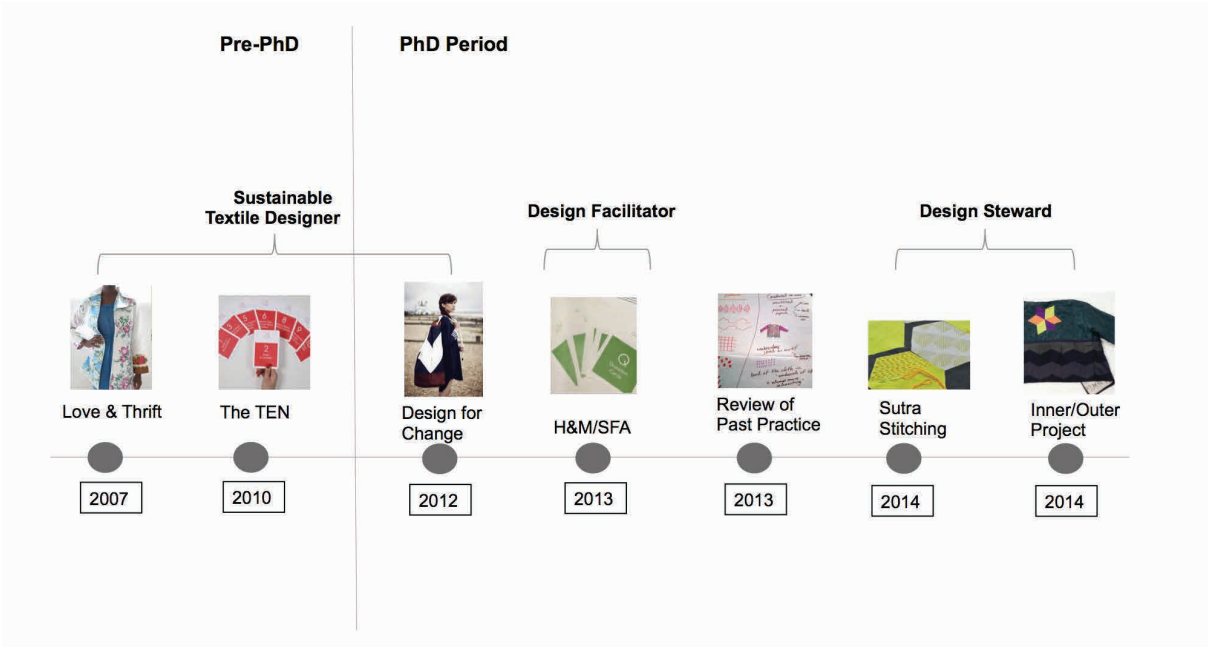 Pre-PhD
PhD Period
Sustainable
Textile Designer
Design Facilitator
Design Steward
2
Love & Thrift
The TEN
Design for
Change
H&M/SFA
Review of
Past Practice
Sutra
Stitching
Inner/Outer
Project
2007
2010
2012
2013
2013
2014
2014